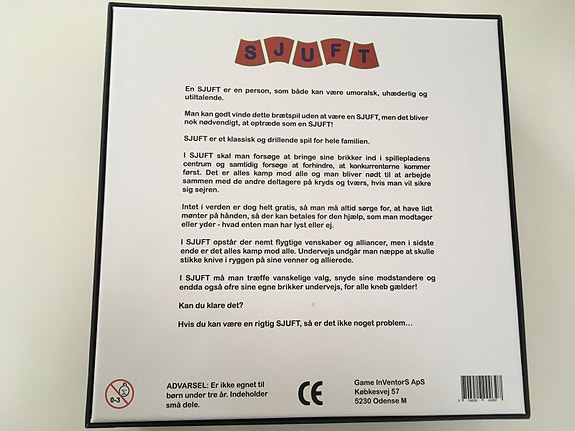 SJUFT
En SJUFT er en person, som både kan være umoralsk, uhæderlig og
utiltalende.
Man kan godt vinde dette brætspil uden at være en SJUFT, men det bliver
nok nødvendigt, at optræde som en SJUFT!
SJUFT er et klassisk og drillende spil for hele familien.
I SJUFT skal man forsøge at bringe sine brikker ind i spillepladens
centrum og samtidig forsøge at forhindre, at konkurrenterne kommer
først. Det er alles kamp mod alle og man bliver nødt til at arbejde
sammen med de andre deltagere på kryds og tværs, hvis man vil sikre
sig sejren.
Intet i verden er dog helt gratis, så man må altid sørge for, at have lidt
mønter på hånden, så der kan betales for den hjælp, som man modtager
eller yder - hvad enten man har lyst eller ej.
I SJUFT opstår der nemt flygtige venskaber og alliancer, men i sidste
ende er det alles kamp mod alle. Undervejs undgår man næppe at skulle
stikke knive i ryggen på sine venner og allierede.
I SJUFT må man træffe vanskelige valg, snyde sine modstandere og
endda også ofre sine egne brikker undervejs, for alle kneb gælder!
Kan du klare det?
Hvis du kan være en rigtig SJUFT, så er det ikke noget problem...
0-3
ADVARSEL: Er ikke egnet til
børn under tre år. Indeholder
små dele.
CE
Game InVentorS ApS
Købkesvej 57
5230 Odense M